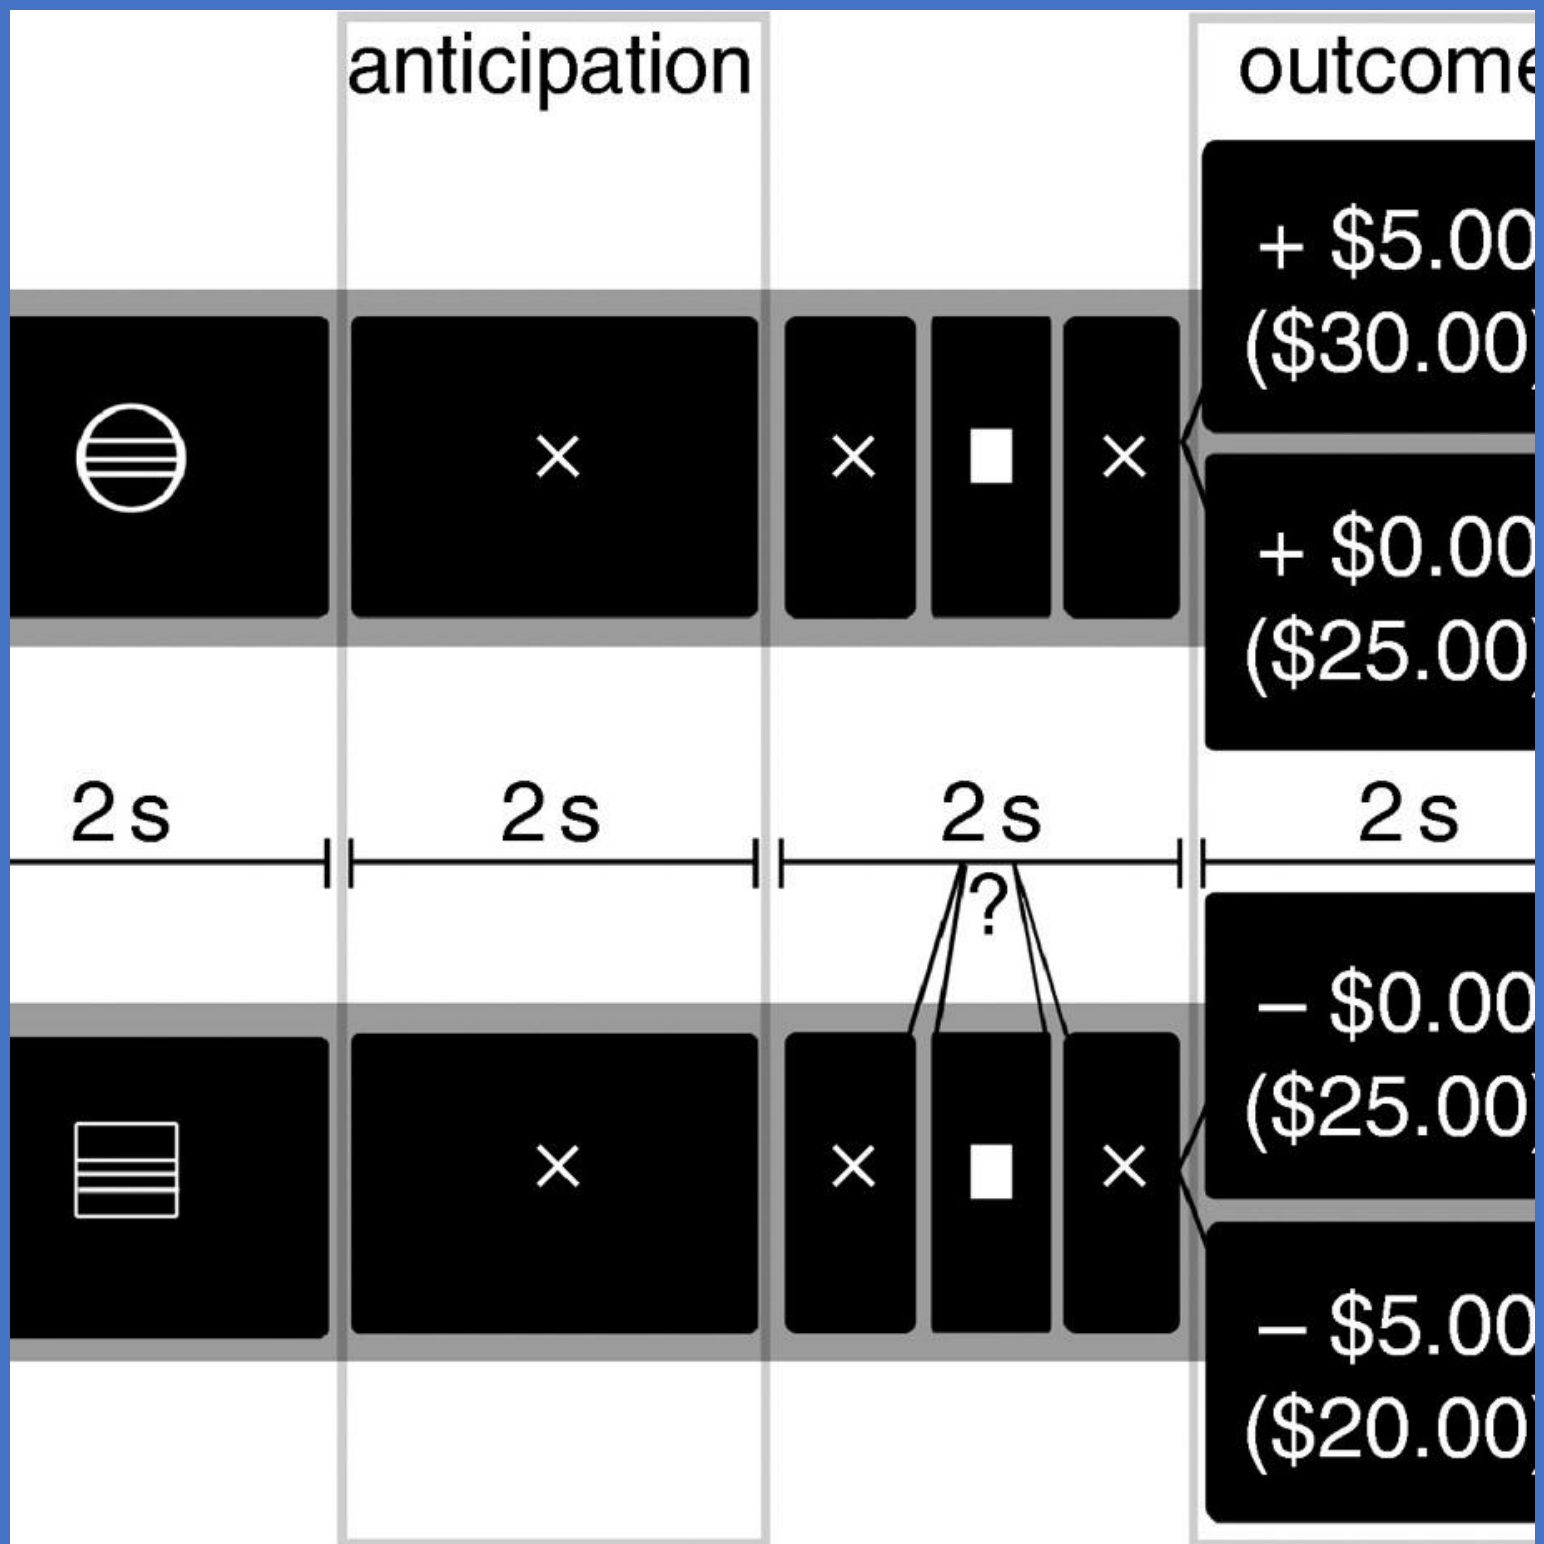 anticipation
outcome
+ $5.00
($30.00)
+ $0.00
($25.00)
2 s
2 s
2 s
2 s
?
– $0.00
($25.00)
– $5.00
($20.00)